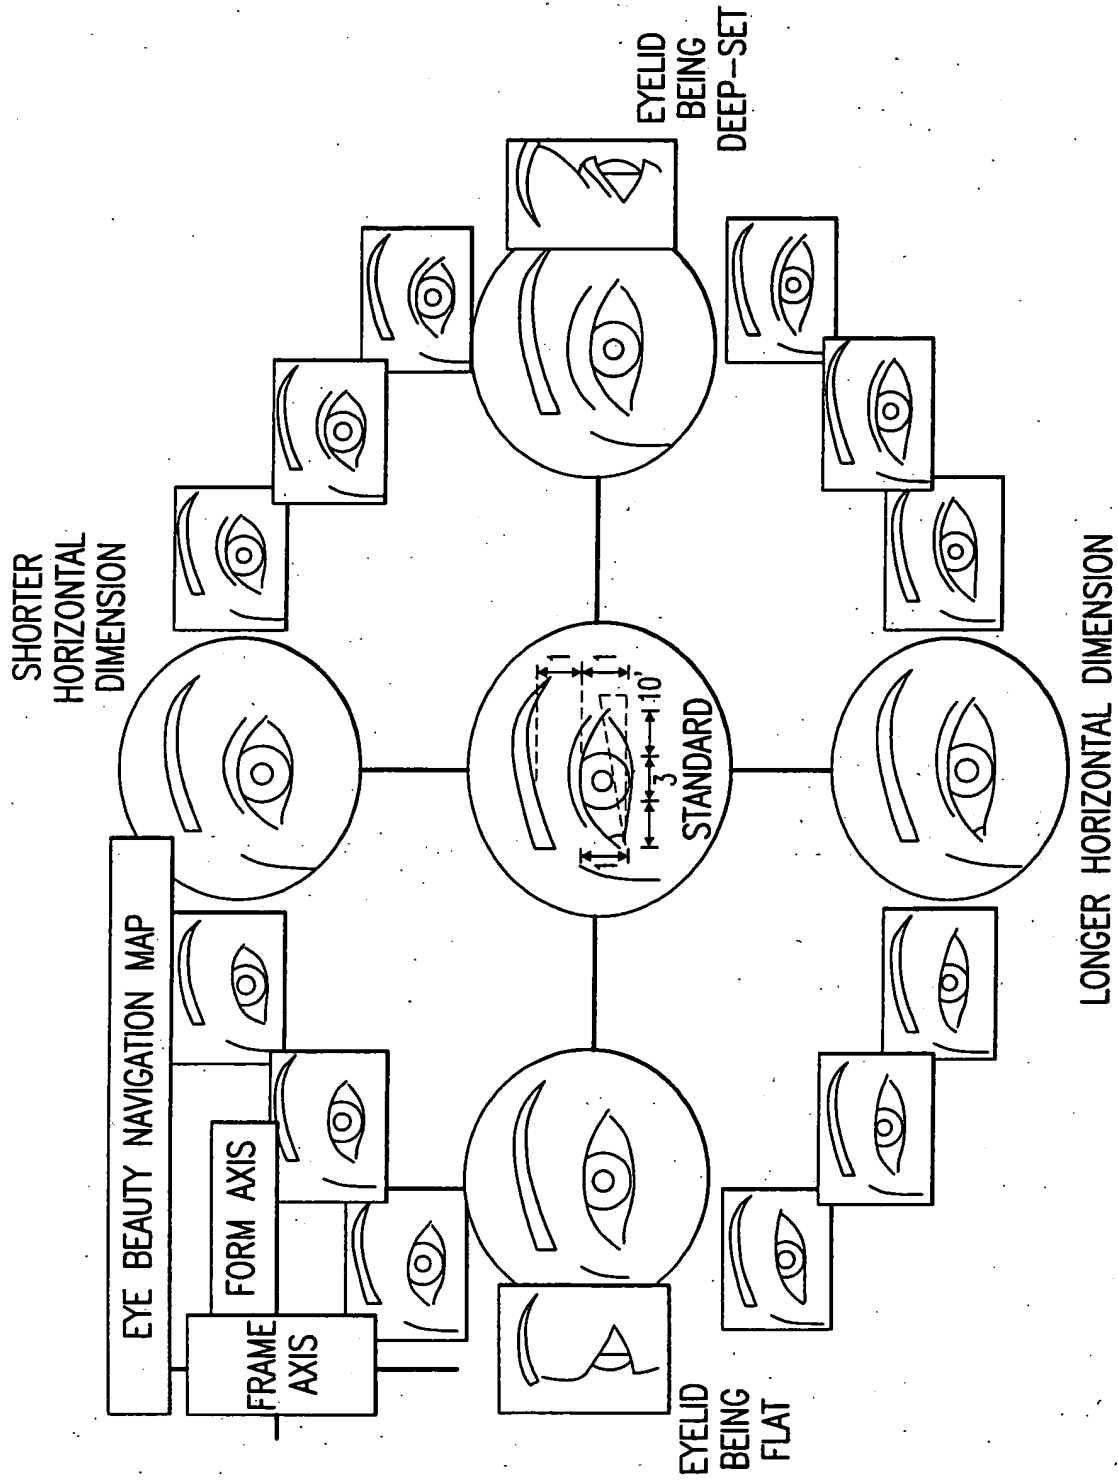 EYE BEAUTY NAVIGATION MAP
FRAME
AXIS
FORM AXIS
SHORTER
HORIZONTAL
DIMENSION
EYELID
BEING
FLAT
1
1
1
10'
3
STANDARD
EYELID
BEING
DEEP-SET
LONGER HORIZONTAL DIMENSION